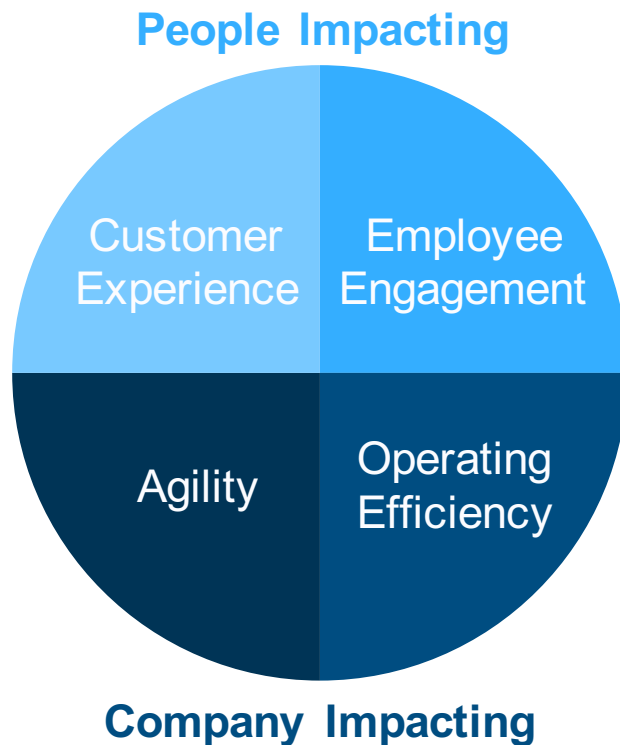 People Impacting
Customer
Experience
Employee
Engagement
Agility
Operating
Efficiency
Company Impacting